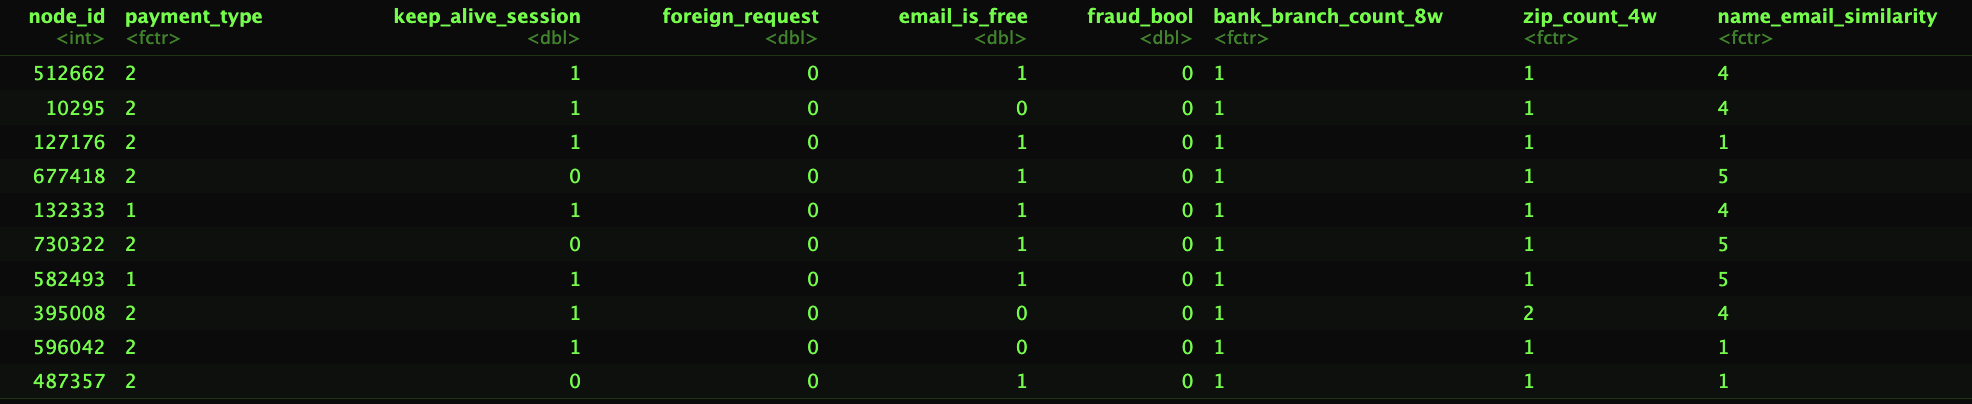 node_id payment_type keep_alive_session foreign_request email_is_free fraud_bool bank_branch_count_8w zip_count_4w name_email_similarity
<int> <fctr> <dbl> <dbl> <dbl> <dbl> <fctr> <fctr> <fctr>
512662 2 1 0 1 0 1 1 4
10295 2 1 0 0 0 1 1 4
127176 2 1 0 1 0 1 1 1
677418 2 0 0 1 0 1 1 5
132333 1 1 0 1 0 1 1 4
730322 2 0 0 1 0 1 1 5
582493 1 1 0 1 0 1 1 5
395008 2 1 0 0 0 1 2 4
596042 2 1 0 0 0 1 1 1
487357 2 0 0 1 0 1 1 1